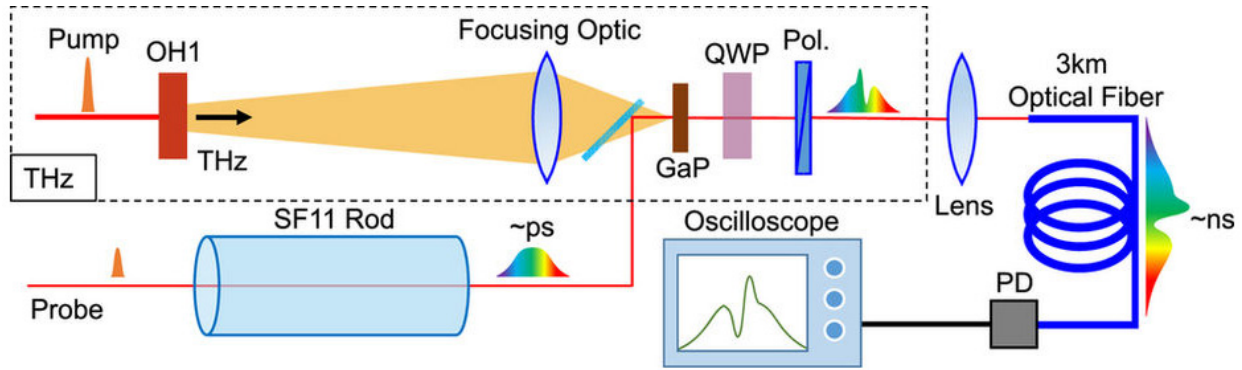 Pump
OH1
Focusing Optic
QWP
Pol.
3km
Optical Fiber
THz
GaP
THz
Lens
SF11 Rod
~ps
Oscilloscope
~ns
Probe
PD